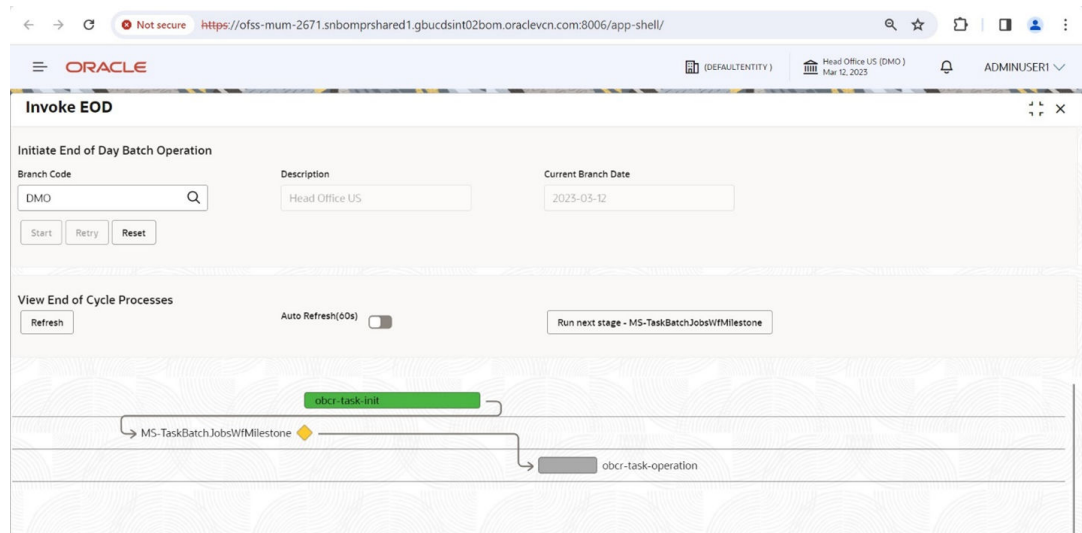 Not secure https://ofss-mum-2671.snbomprshared1.gbucdsint02bom.oraclevcn.com:8006/app-shell/
ORACLE
(DEFAULTENTITY )
Head Office US (DMO )
Mar 12, 2023
ADMINUSER1
Invoke EOD
Initiate End of Day Batch Operation
Branch Code Description Current Branch Date
DMO Head Office US 2023-03-12
Start Retry Reset
View End of Cycle Processes
Refresh Auto Refresh(60s) Run next stage - MS-TaskBatchJobsWfMilestone
obcr-task-init
MS-TaskBatchJobsWfMilestone
obcr-task-operation